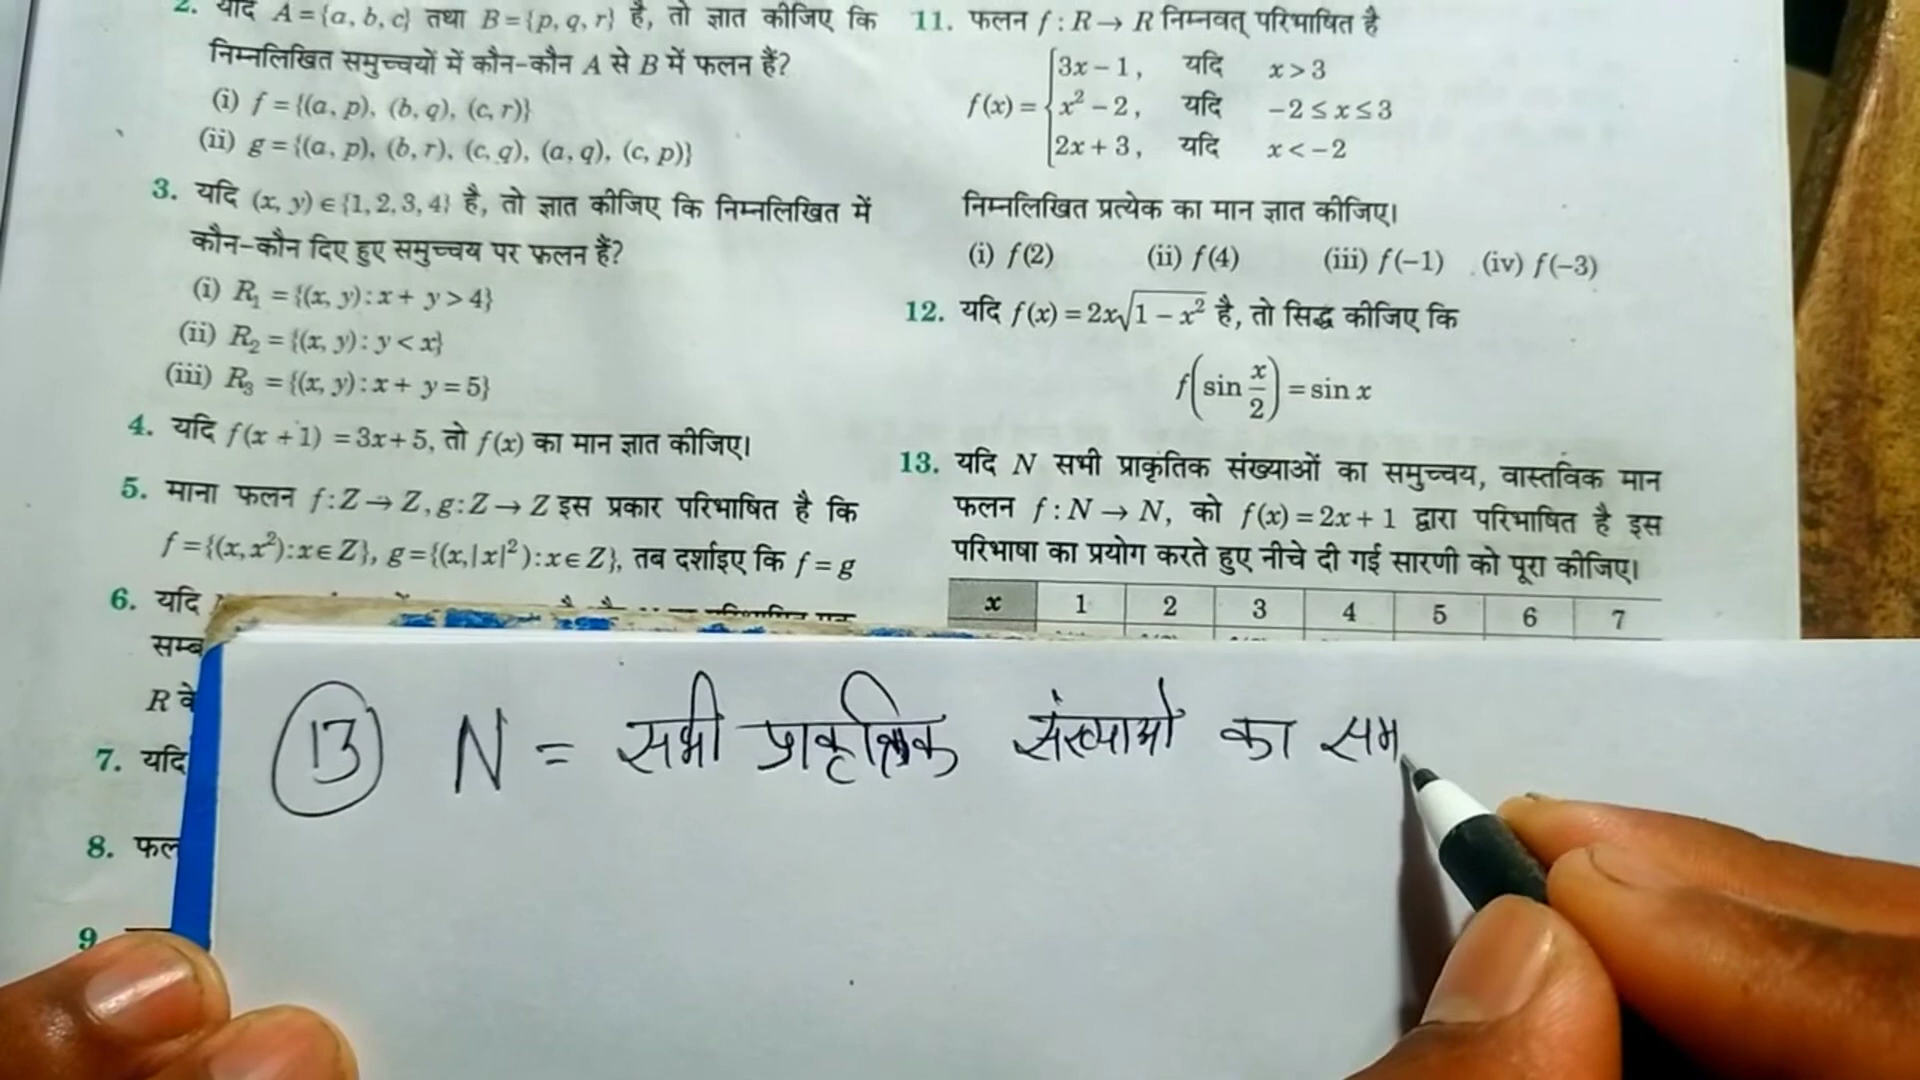 2. यदि A = {a, b, c} तथा B = {p, q, r} है, तो ज्ञात कीजिए कि
निम्नलिखित समुच्चयों में कौन-कौन A से B में फलन हैं?
(i) f = {(a, p), (b, q), (c, r)}
(ii) g = {(a, p), (b, r), (c, q), (a, q), (c, p)}
3. यदि (x, y) ∈ {1, 2, 3, 4} है, तो ज्ञात कीजिए कि निम्नलिखित में
कौन-कौन दिए हुए समुच्चय पर फलन हैं?
(i) R₁ = {(x, y) : x + y > 4}
(ii) R₂ = {(x, y) : y < x}
(iii) R₃ = {(x, y) : x + y = 5}
4. यदि f(x + 1) = 3x + 5, तो f(x) का मान ज्ञात कीजिए।
5. माना फलन f : Z → Z, g : Z → Z इस प्रकार परिभाषित है कि
f = {(x, x²) : x ∈ Z}, g = {(x, |x|²) : x ∈ Z}, तब दर्शाइए कि f = g
6. यदि
सम्ब
R के
7. यदि
8. फल
9
11. फलन f : R → R निम्नवत् परिभाषित है
3x − 1, यदि x > 3
f(x) = { x² − 2, यदि −2 ≤ x ≤ 3
2x + 3, यदि x < −2
निम्नलिखित प्रत्येक का मान ज्ञात कीजिए।
(i) f(2) (ii) f(4) (iii) f(−1) (iv) f(−3)
12. यदि f(x) = 2x√(1 − x²) है, तो सिद्ध कीजिए कि
f(sin x/2) = sin x
13. यदि N सभी प्राकृतिक संख्याओं का समुच्चय, वास्तविक मान
फलन f : N → N, को f(x) = 2x + 1 द्वारा परिभाषित है इस
परिभाषा का प्रयोग करते हुए नीचे दी गई सारणी को पूरा कीजिए।
x 1 2 3 4 5 6 7
13 N = सभी प्राकृतिक संख्याओं का सम